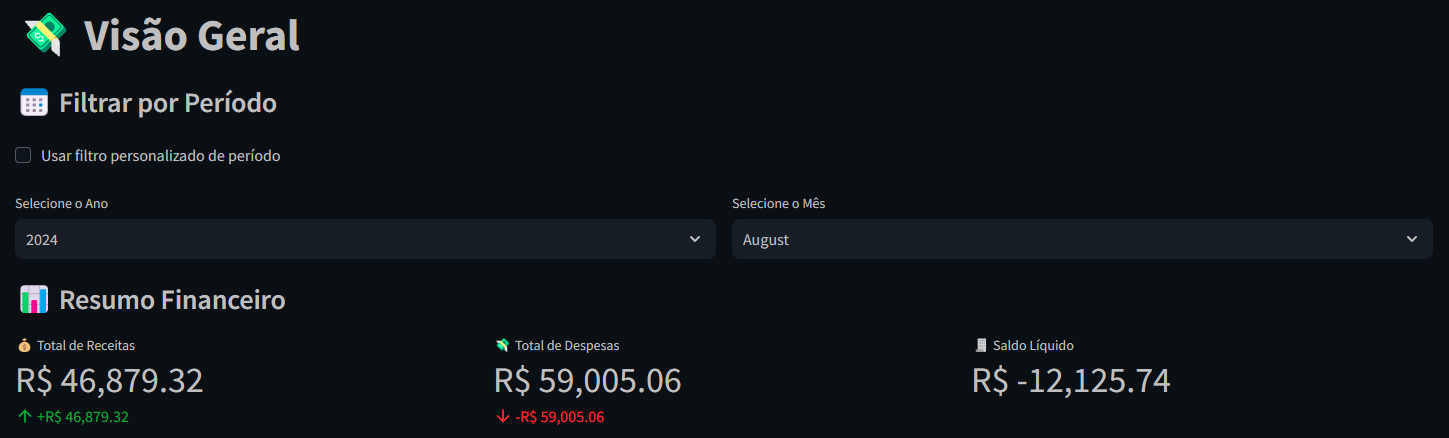 Visão Geral
Filtrar por Período
Usar filtro personalizado de período
Selecione o Ano
Selecione o Mês
2024
August
Resumo Financeiro
Total de Receitas
Total de Despesas
Saldo Líquido
R$ 46,879.32
R$ 59,005.06
R$ -12,125.74
+R$ 46,879.32
-R$ 59,005.06